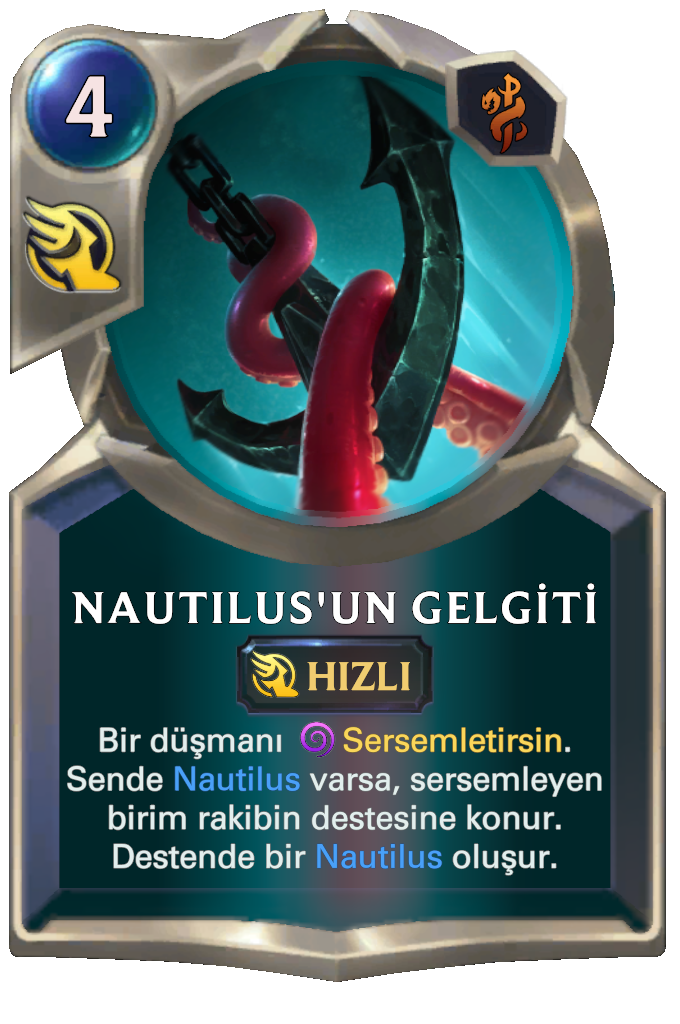 4
NAUTILUS'UN GELGİTİ
HIZLI
Bir düşmanı Sersemletirsin.
Sende Nautilus varsa, sersemleyen
birim rakibin destesine konur.
Destende bir Nautilus oluşur.